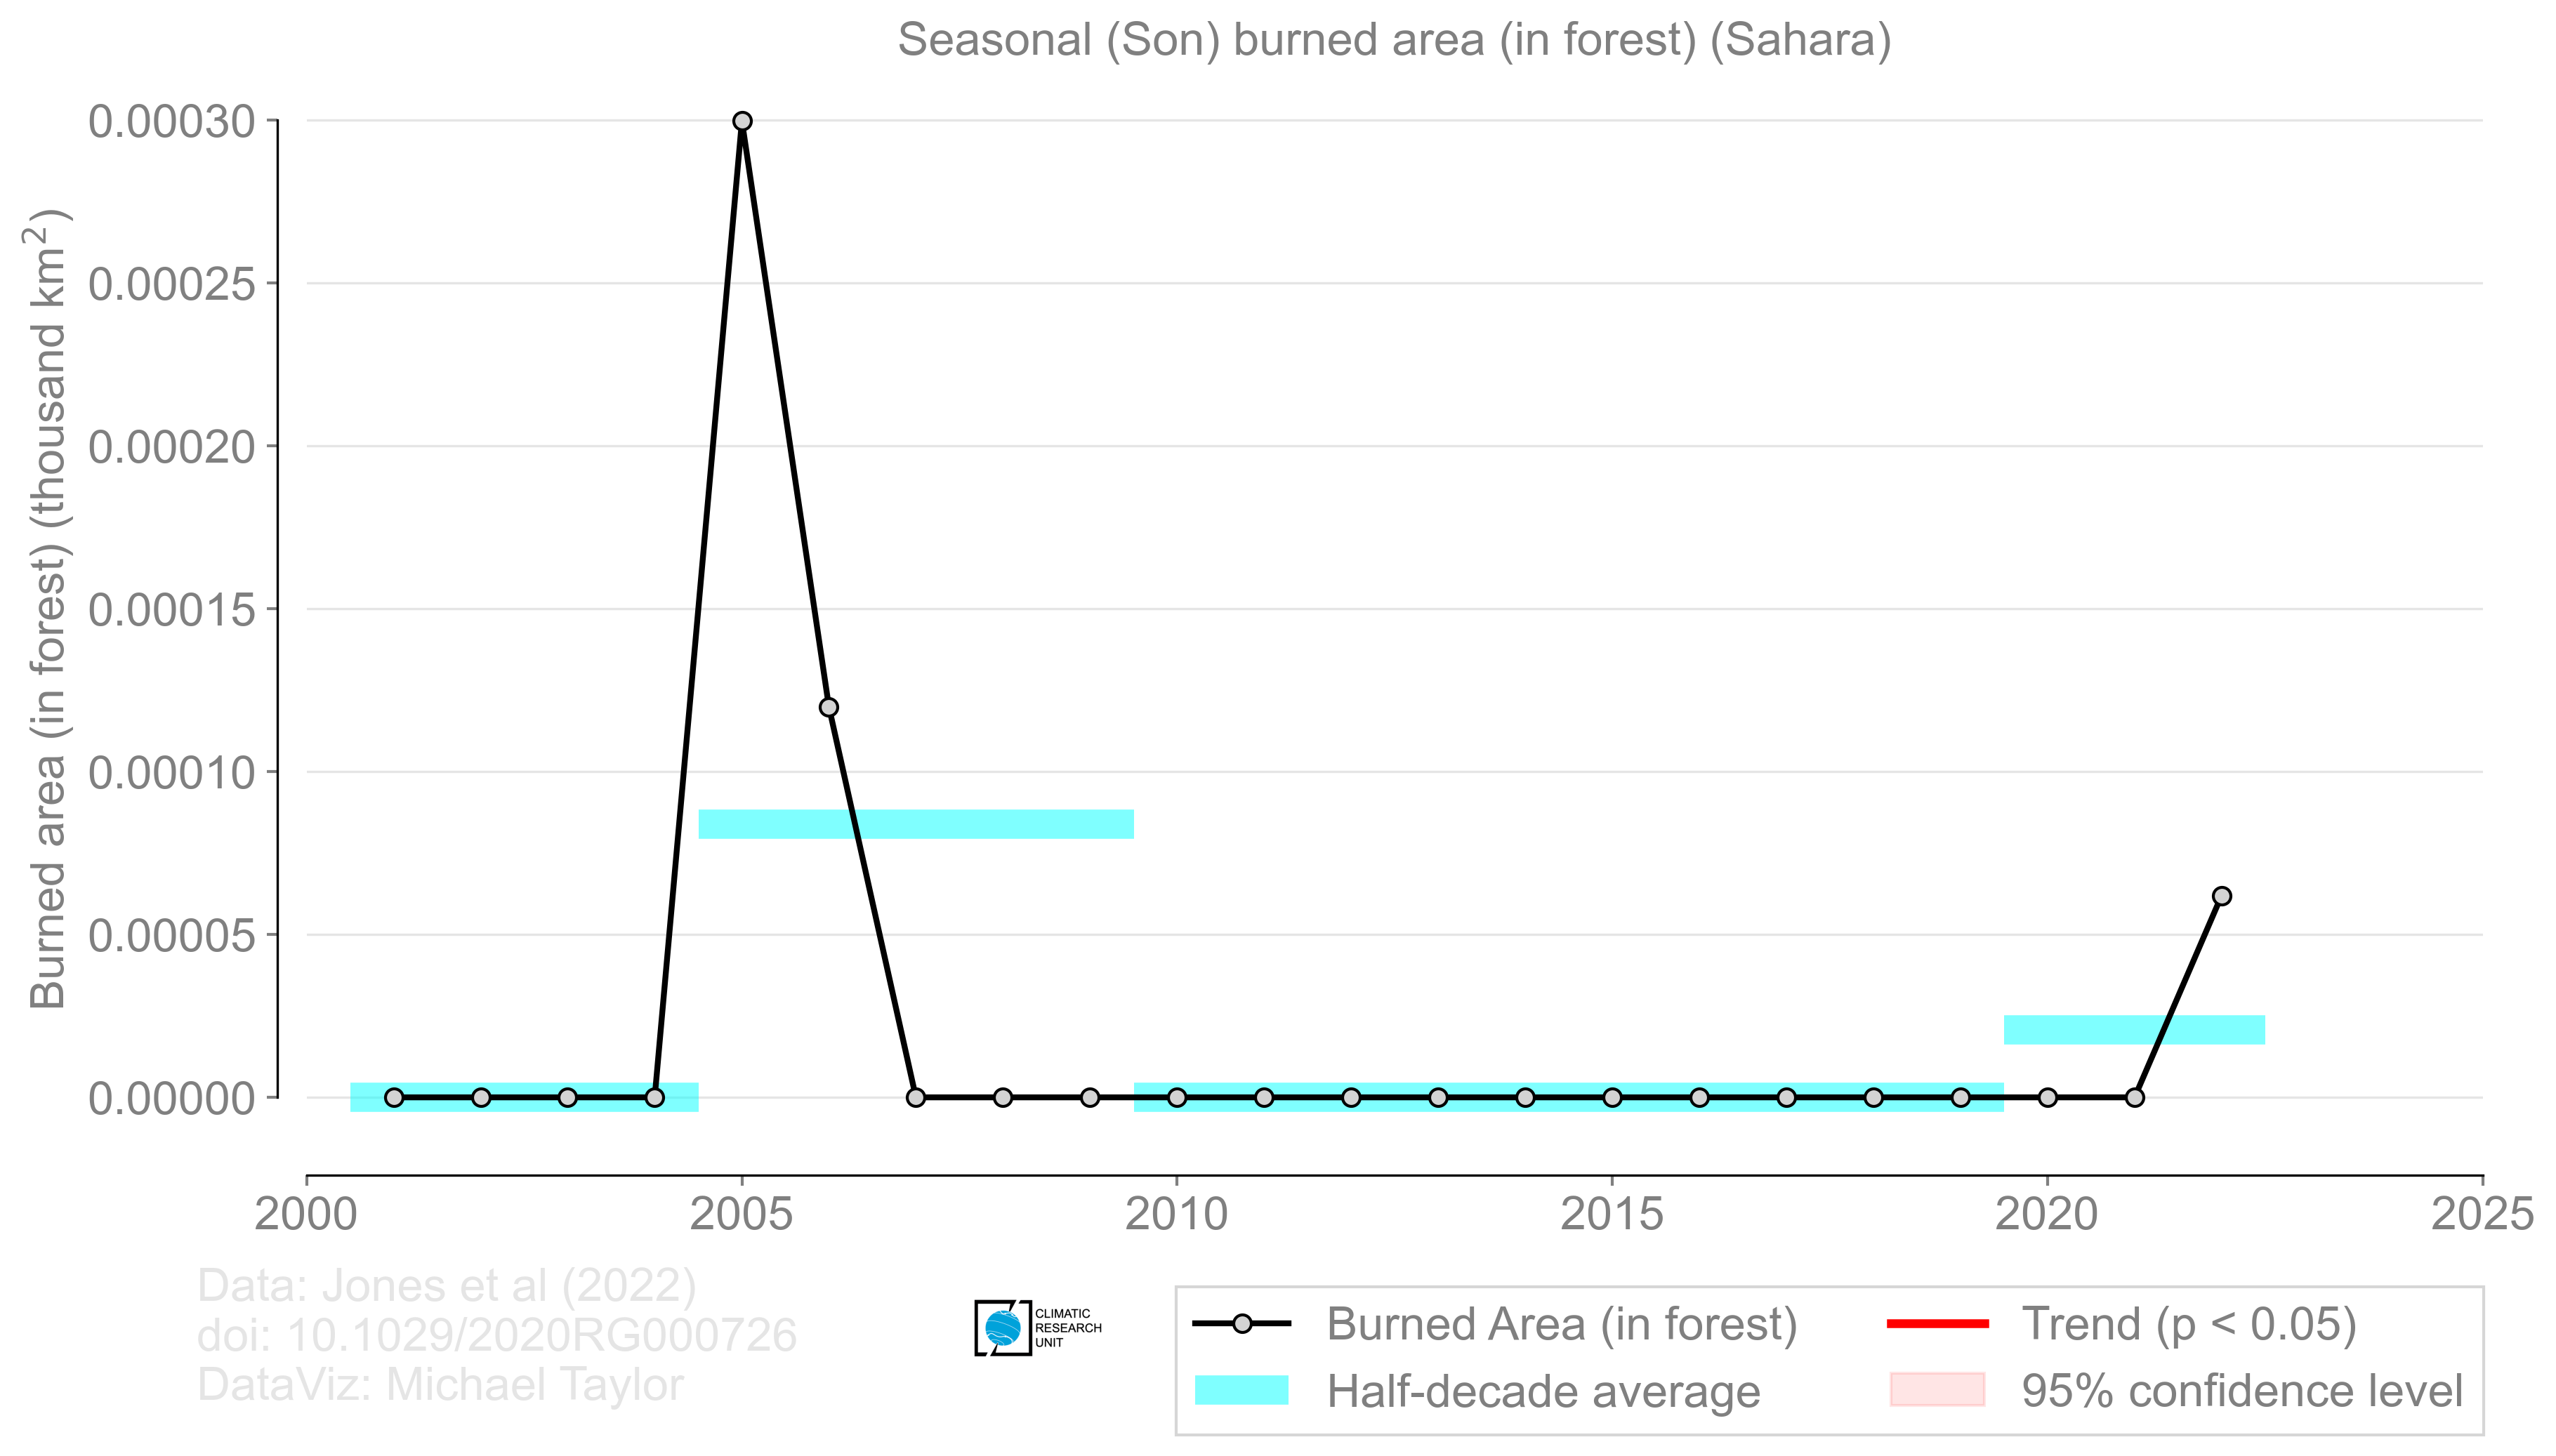 Seasonal (Son) burned area (in forest) (Sahara)
Burned area (in forest) (thousand km²)
0.00030
0.00025
0.00020
0.00015
0.00010
0.00005
0.00000
2000
2005
2010
2015
2020
2025
Data: Jones et al (2022)
doi: 10.1029/2020RG000726
DataViz: Michael Taylor
CLIMATIC
RESEARCH
UNIT
Burned Area (in forest)
Half-decade average
Trend (p < 0.05)
95% confidence level